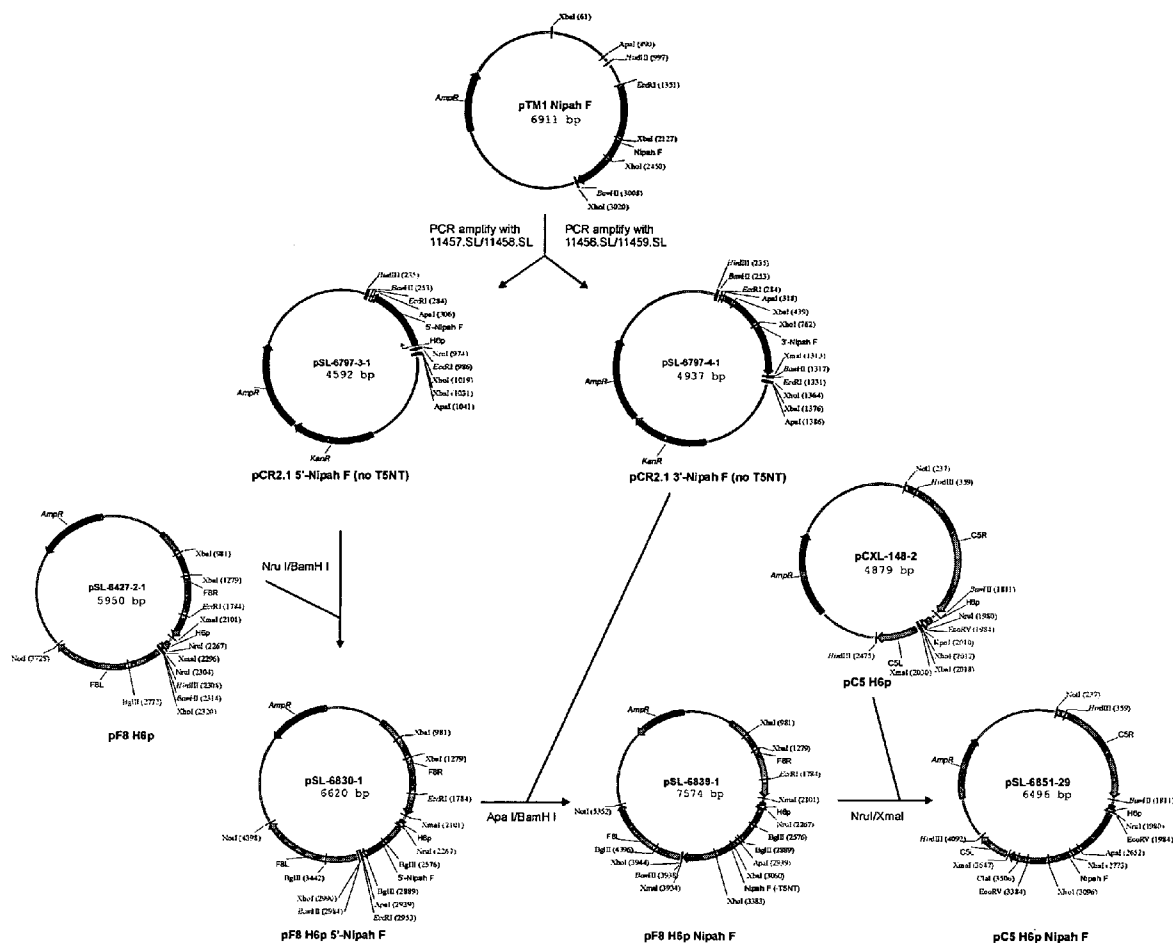 XbaI (61)
ApaI (890)
HindIII (997)
EcoRI (1351)
AmpR
pTM1 Nipah F
6911 bp
XbaI (2127)
Nipah F
XhoI (2450)
BamHI (3008)
XhoI (3020)
PCR amplify with
11457.SL/11458.SL
PCR amplify with
11456.SL/11459.SL
HindIII (235)
BamHI (253)
EcoRI (284)
ApaI (306)
5'-Nipah F
H6p
NruI (974)
EcoRI (986)
XhoI (1019)
XbaI (1031)
ApaI (1041)
pSL-6797-3-1
4592 bp
AmpR
KanR
pCR2.1 5'-Nipah F (no T5NT)
HindIII (235)
BamHI (253)
EcoRI (284)
ApaI (318)
XbaI (439)
XhoI (762)
3'-Nipah F
XmaI (1313)
BamHI (1317)
EcoRI (1331)
XhoI (1364)
XbaI (1376)
ApaI (1386)
pSL-6797-4-1
4937 bp
AmpR
KanR
pCR2.1 3'-Nipah F (no T5NT)
AmpR
XbaI (981)
XbaI (1279)
F8R
EcoRI (1784)
XmaI (2101)
H6p
NruI (2267)
XmaI (2296)
NruI (2304)
HindIII (2308)
BamHI (2314)
XhoI (2320)
BglII (2772)
F8L
NotI (3725)
pSL-6427-2-1
5950 bp
pF8 H6p
Nru I/BamH I
NotI (237)
HindIII (359)
C5R
pCXL-148-2
4879 bp
AmpR
BamHI (1811)
H6p
NruI (1980)
EcoRV (1984)
KpnI (2010)
XhoI (2012)
XbaI (2018)
XmaI (2030)
C5L
HindIII (2475)
pC5 H6p
AmpR
XbaI (981)
XbaI (1279)
F8R
EcoRI (1784)
XmaI (2101)
H6p
NruI (2267)
BglII (2576)
5'-Nipah F
BglII (2889)
ApaI (2939)
EcoRI (2953)
BamHI (2984)
XhoI (2990)
BglII (3442)
F8L
NotI (4398)
pSL-6830-1
6620 bp
pF8 H6p 5'-Nipah F
Apa I/BamH I
AmpR
XbaI (981)
XbaI (1279)
F8R
EcoRI (1784)
XmaI (2101)
H6p
NruI (2267)
BglII (2576)
BglII (2889)
ApaI (2939)
XbaI (3060)
Nipah F (-T5NT)
XhoI (3383)
XmaI (3934)
BamHI (3938)
XhoI (3944)
BglII (4396)
F8L
NotI (5352)
pSL-6839-1
7574 bp
pF8 H6p Nipah F
NruI/XmaI
NotI (237)
HindIII (359)
C5R
AmpR
pSL-6851-29
6496 bp
BamHI (1811)
H6p
NruI (1980)
EcoRV (1984)
ApaI (2652)
XbaI (2773)
Nipah F
XhoI (3096)
EcoRV (3384)
ClaI (3506)
XmaI (3647)
C5L
HindIII (4092)
pC5 H6p Nipah F